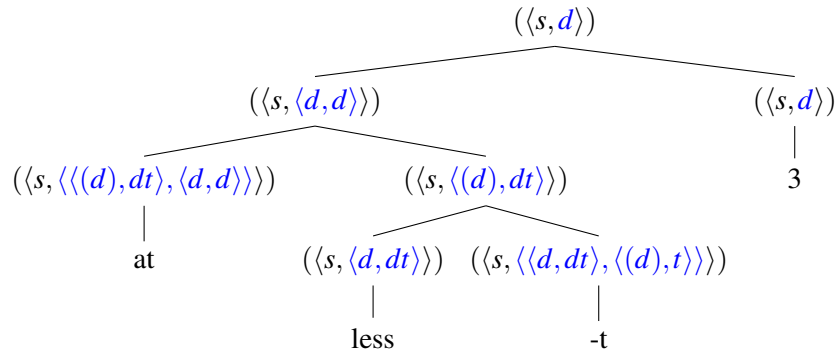 (⟨s,d⟩)
(⟨s,⟨d,d⟩⟩) (⟨s,d⟩)
(⟨s,⟨⟨(d),dt⟩,⟨d,d⟩⟩⟩) (⟨s,⟨(d),dt⟩⟩) 3
at (⟨s,⟨d,dt⟩⟩) (⟨s,⟨⟨d,dt⟩,⟨(d),t⟩⟩⟩)
less -t